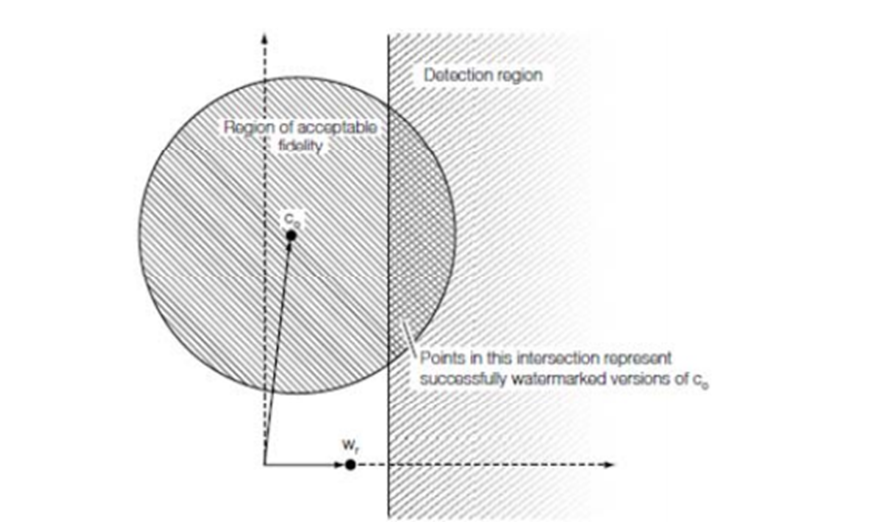 Detection region
Region of acceptable
fidelity
c₀
Points in this intersection represent
successfully watermarked versions of c₀
wᵣ